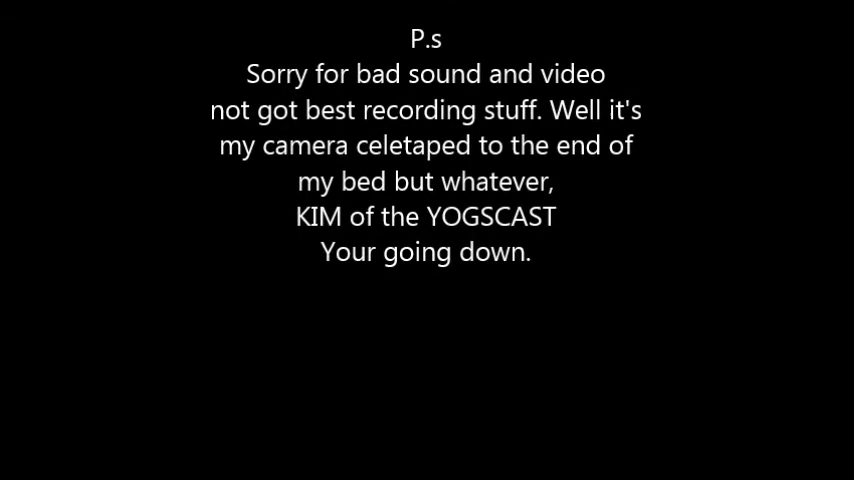 P.s
Sorry for bad sound and video
not got best recording stuff. Well it's
my camera celetaped to the end of
my bed but whatever,
KIM of the YOGSCAST
Your going down.